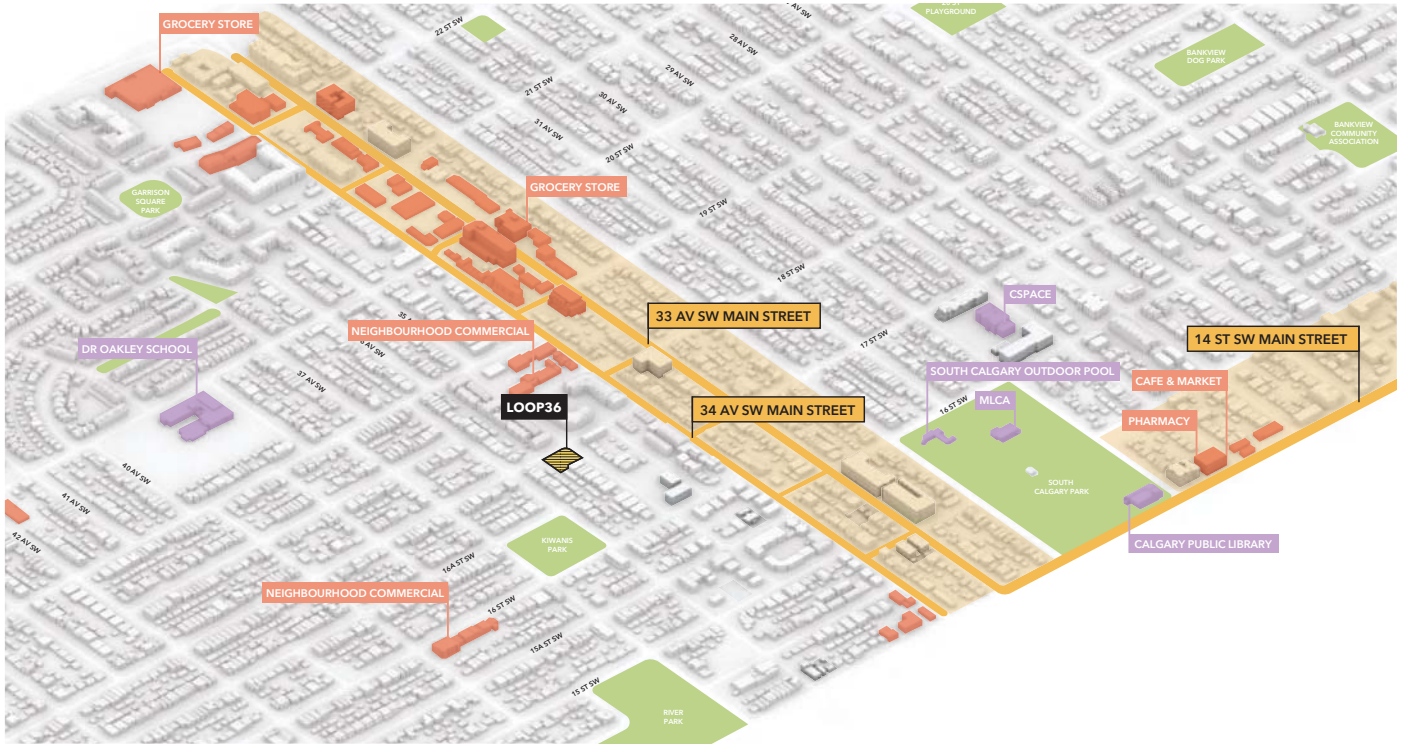 PLAYGROUND
GROCERY STORE
22 ST SW
28 AV SW
BANKVIEW
DOG PARK
29 AV SW
21 ST SW
30 AV SW
31 AV SW
BANKVIEW
COMMUNITY
ASSOCIATION
20 ST SW
GROCERY STORE
GARRISON
SQUARE
PARK
19 ST SW
18 ST SW
CSPACE
33 AV SW MAIN STREET
NEIGHBOURHOOD COMMERCIAL
17 ST SW
14 ST SW MAIN STREET
DR OAKLEY SCHOOL
SOUTH CALGARY OUTDOOR POOL
37 AV SW
CAFE & MARKET
16 ST SW
MLCA
LOOP36
34 AV SW MAIN STREET
PHARMACY
40 AV SW
SOUTH
CALGARY PARK
41 AV SW
42 AV SW
KIWANIS
PARK
CALGARY PUBLIC LIBRARY
16A ST SW
NEIGHBOURHOOD COMMERCIAL
16 ST SW
15A ST SW
15 ST SW
RIVER
PARK